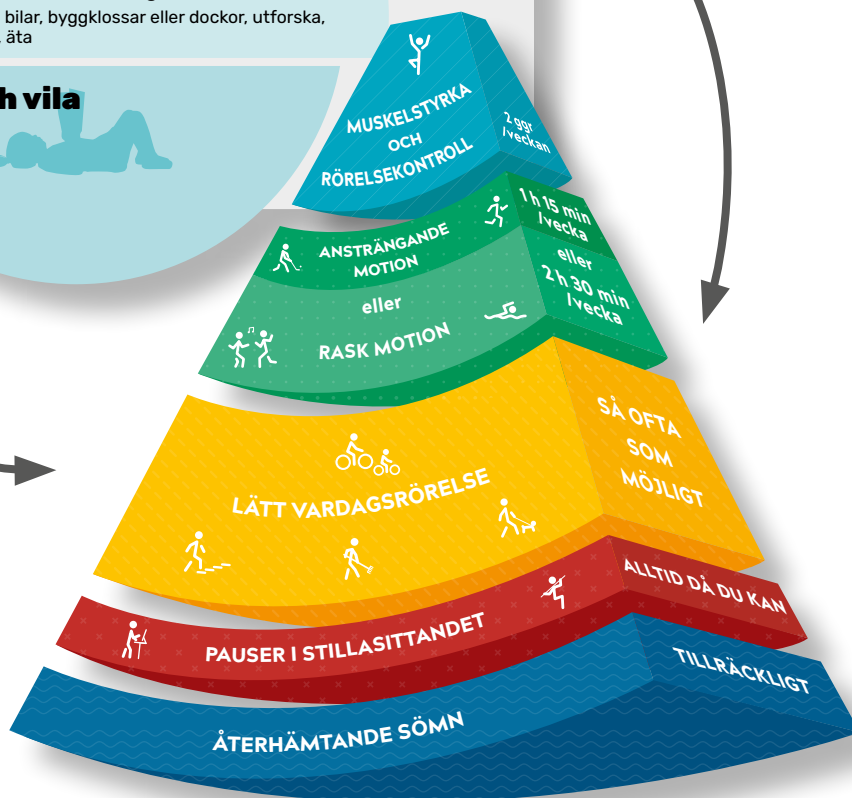 bilar, byggklossar eller dockor, utforska,
äta
h vila
MUSKELSTYRKA
OCH
RÖRELSEKONTROLL
2 ggr
/veckan
ANSTRÄNGANDE
MOTION
1 h 15 min
/vecka
eller
RASK MOTION
eller
2 h 30 min
/vecka
LÄTT VARDAGSRÖRELSE
SÅ OFTA
SOM
MÖJLIGT
PAUSER I STILLASITTANDET
ALLTID DÅ DU KAN
ÅTERHÄMTANDE SÖMN
TILLRÄCKLIGT